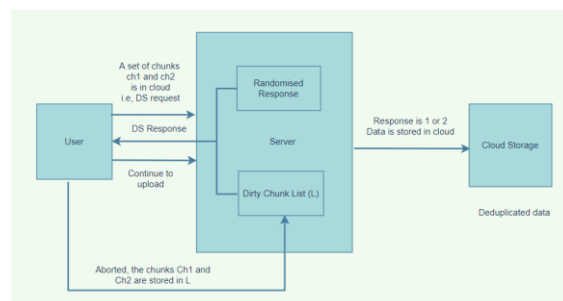 A set of chunks
ch1 and ch2
is in cloud
i.e, DS request
Randomised
Response
User
DS Response
Server
Response is 1 or 2
Data is stored in cloud
Cloud Storage
Continue to
upload
Dirty Chunk List (L)
Deduplicated data
Aborted, the chunks Ch1 and
Ch2 are stored in L